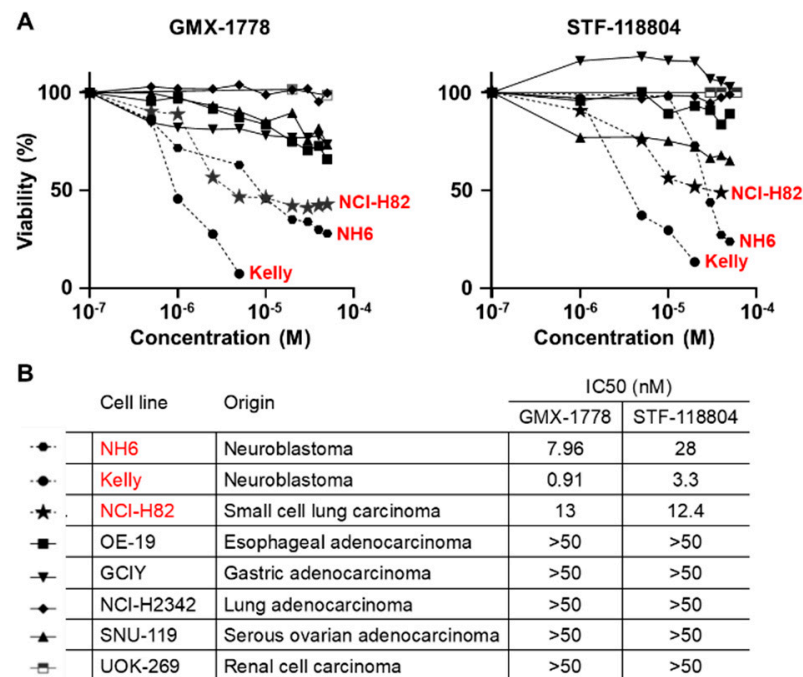 A
GMX-1778
STF-118804
Viability (%)
100
50
0
NCI-H82
NH6
Kelly
10-7 10-6 10-5 10-4
Concentration (M)
100
50
0
NCI-H82
NH6
Kelly
10-7 10-6 10-5 10-4
Concentration (M)
B
IC50 (nM)
Cell line Origin GMX-1778 STF-118804
NH6 Neuroblastoma 7.96 28
Kelly Neuroblastoma 0.91 3.3
NCI-H82 Small cell lung carcinoma 13 12.4
OE-19 Esophageal adenocarcinoma >50 >50
GCIY Gastric adenocarcinoma >50 >50
NCI-H2342 Lung adenocarcinoma >50 >50
SNU-119 Serous ovarian adenocarcinoma >50 >50
UOK-269 Renal cell carcinoma >50 >50